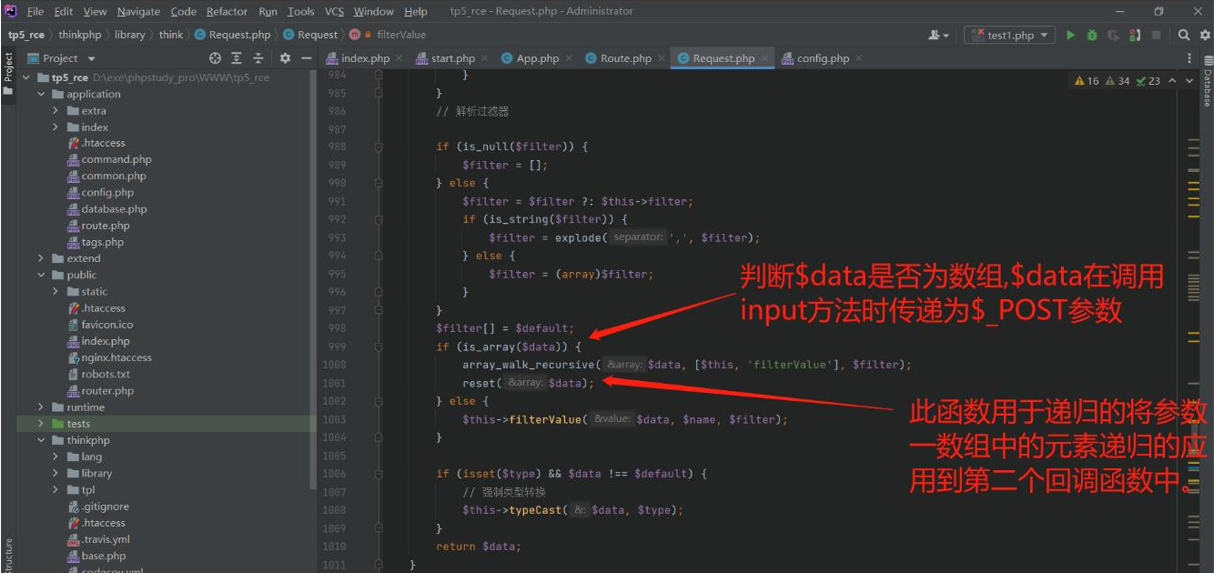 File Edit View Navigate Code Refactor Run Tools VCS Window Help tp5_rce - Request.php - Administrator
tp5_rce thinkphp library think Request.php Request filterValue test1.php
Project index.php start.php App.php Route.php Request.php config.php
Project
Database
Structure
16 34 23
tp5_rce D:\exe\phpstudy_pro\WWW\tp5_rce
application
extra
index
.htaccess
command.php
common.php
config.php
database.php
route.php
tags.php
extend
public
static
.htaccess
favicon.ico
index.php
nginx.htaccess
robots.txt
router.php
runtime
tests
thinkphp
lang
library
tpl
.gitignore
.htaccess
.travis.yml
base.php
codecov.yml
984 }
985 }
986 // 解析过滤器
987
988 if (is_null($filter)) {
989 $filter = [];
990 } else {
991 $filter = $filter ?: $this->filter;
992 if (is_string($filter)) {
993 $filter = explode( separator: ',', $filter);
994 } else {
995 $filter = (array)$filter;
996 }
997 }
998 $filter[] = $default;
999 if (is_array($data)) {
1000 array_walk_recursive( &array: $data, [$this, 'filterValue'], $filter);
1001 reset( &array: $data);
1002 } else {
1003 $this->filterValue( &value: $data, $name, $filter);
1004 }
1005
1006 if (isset($type) && $data !== $default) {
1007 // 强制类型转换
1008 $this->typeCast( &: $data, $type);
1009 }
1010 return $data;
1011 }
判断$data是否为数组,$data在调用
input方法时传递为$_POST参数
此函数用于递归的将参数
一数组中的元素递归的应
用到第二个回调函数中。